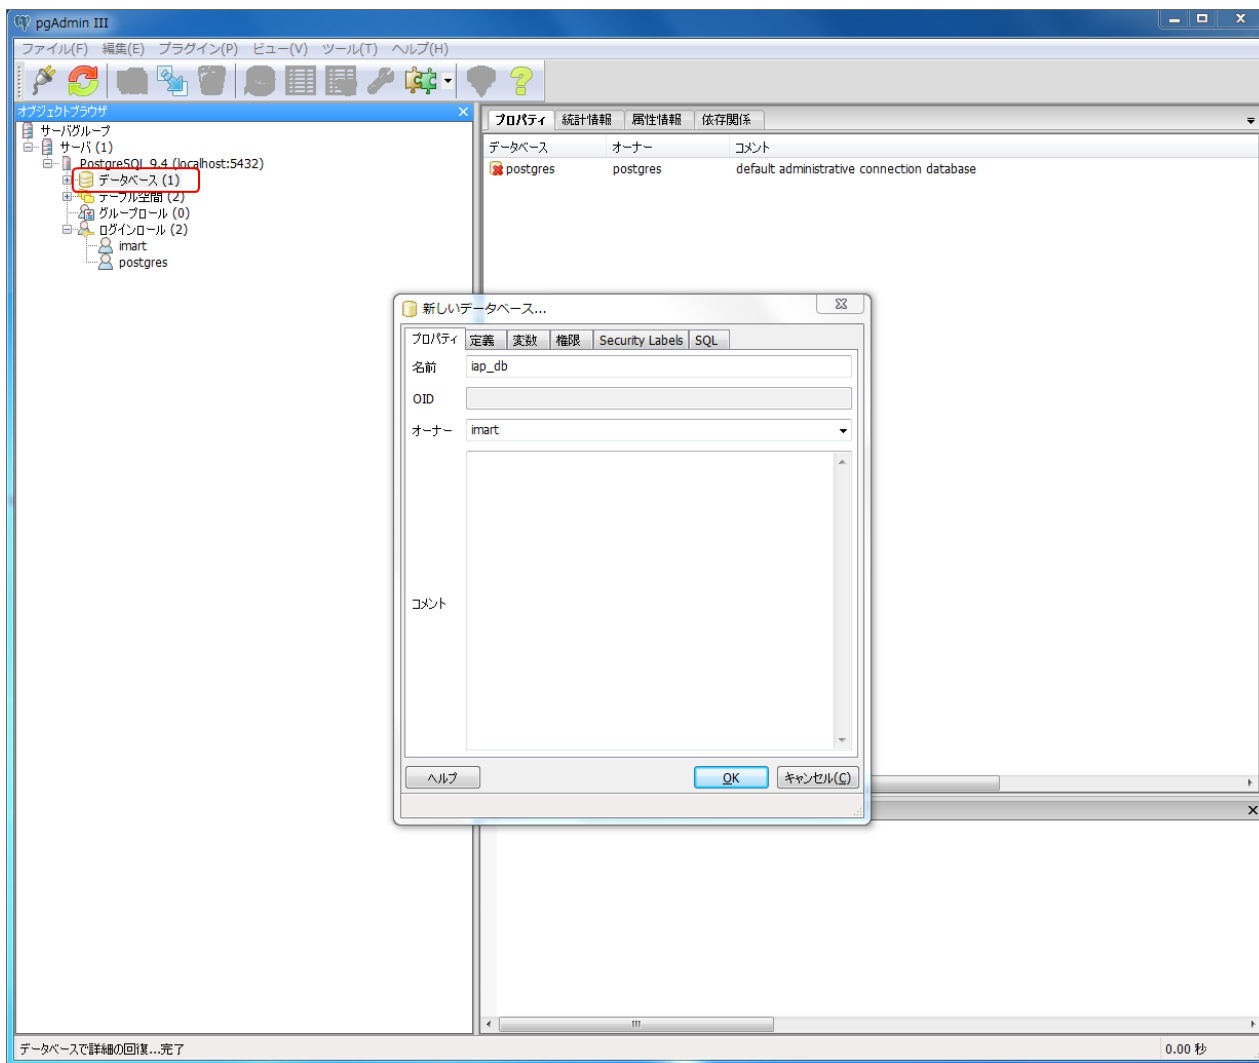 pgAdmin III
ファイル(F) 編集(E) プラグイン(P) ビュー(V) ツール(T) ヘルプ(H)
オブジェクトブラウザ
サーバグループ
サーバ (1)
PostgreSQL 9.4 (localhost:5432)
データベース (1)
テーブル空間 (2)
グループロール (0)
ログインロール (2)
imart
postgres
プロパティ 統計情報 属性情報 依存関係
データベース オーナー コメント
postgres postgres default administrative connection database
新しいデータベース...
プロパティ 定義 変数 権限 Security Labels SQL
名前 iap_db
OID
オーナー imart
コメント
ヘルプ OK キャンセル(C)
データベースで詳細の回復...完了 0.00 秒